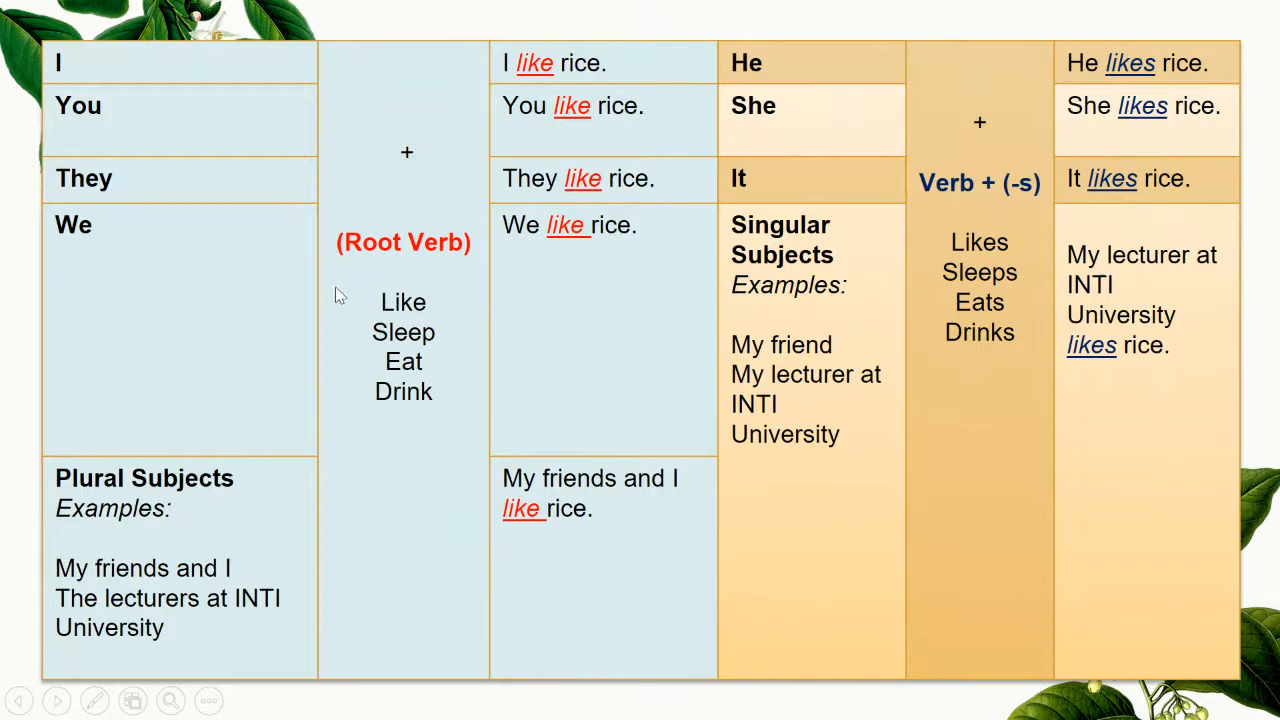 I
You
They
We
Plural Subjects
Examples:
My friends and I
The lecturers at INTI
University
+
(Root Verb)
Like
Sleep
Eat
Drink
I like rice.
You like rice.
They like rice.
We like rice.
My friends and I
like rice.
He
She
It
Singular
Subjects
Examples:
My friend
My lecturer at
INTI
University
+
Verb + (-s)
Likes
Sleeps
Eats
Drinks
He likes rice.
She likes rice.
It likes rice.
My lecturer at
INTI
University
likes rice.